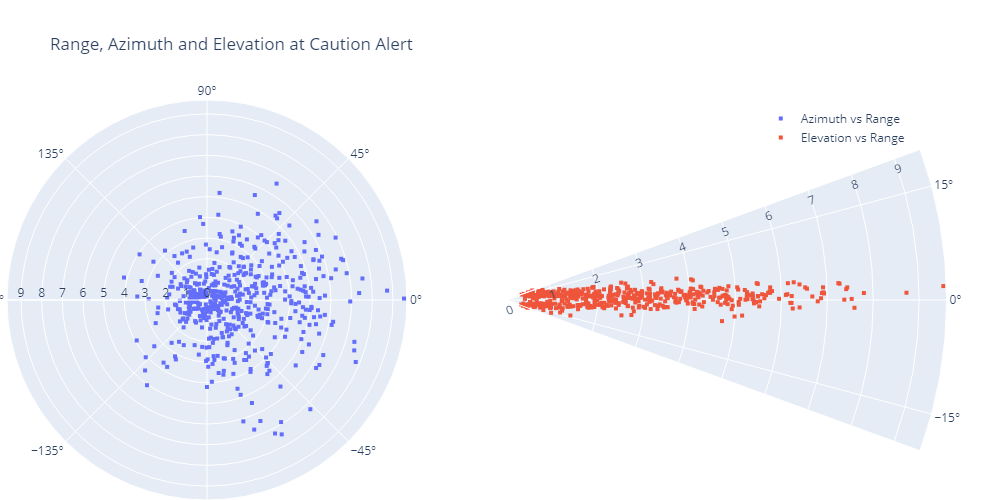 Range, Azimuth and Elevation at Caution Alert
90°
135°
45°
9 8 7 6 5 4 3 2
0°
−135°
−45°
Azimuth vs Range
Elevation vs Range
0 1 2 3 4 5 6 7 8 9
15°
0°
−15°